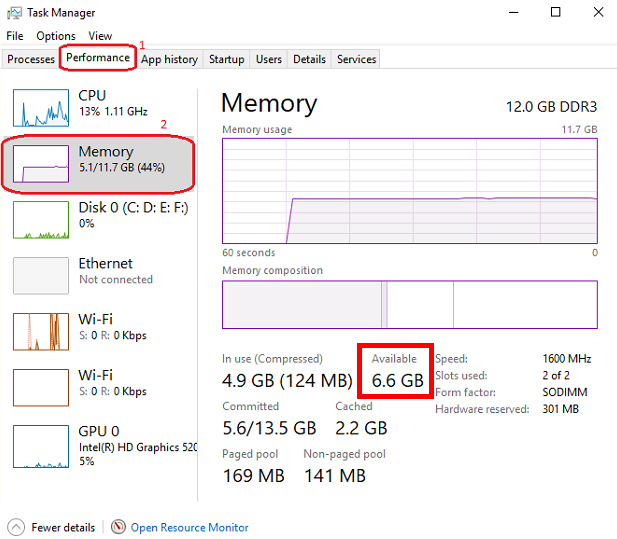 Task Manager
File Options View
1
Processes Performance App history Startup Users Details Services
CPU
13% 1.11 GHz
2
Memory
5.1/11.7 GB (44%)
Disk 0 (C: D: E: F:)
0%
Ethernet
Not connected
Wi-Fi
S: 0 R: 0 Kbps
Wi-Fi
S: 0 R: 0 Kbps
GPU 0
Intel(R) HD Graphics 520
5%
Memory 12.0 GB DDR3
Memory usage 11.7 GB
60 seconds 0
Memory composition
In use (Compressed) Available
4.9 GB (124 MB) 6.6 GB
Committed Cached
5.6/13.5 GB 2.2 GB
Paged pool Non-paged pool
169 MB 141 MB
Speed: 1600 MHz
Slots used: 2 of 2
Form factor: SODIMM
Hardware reserved: 301 MB
Fewer details Open Resource Monitor